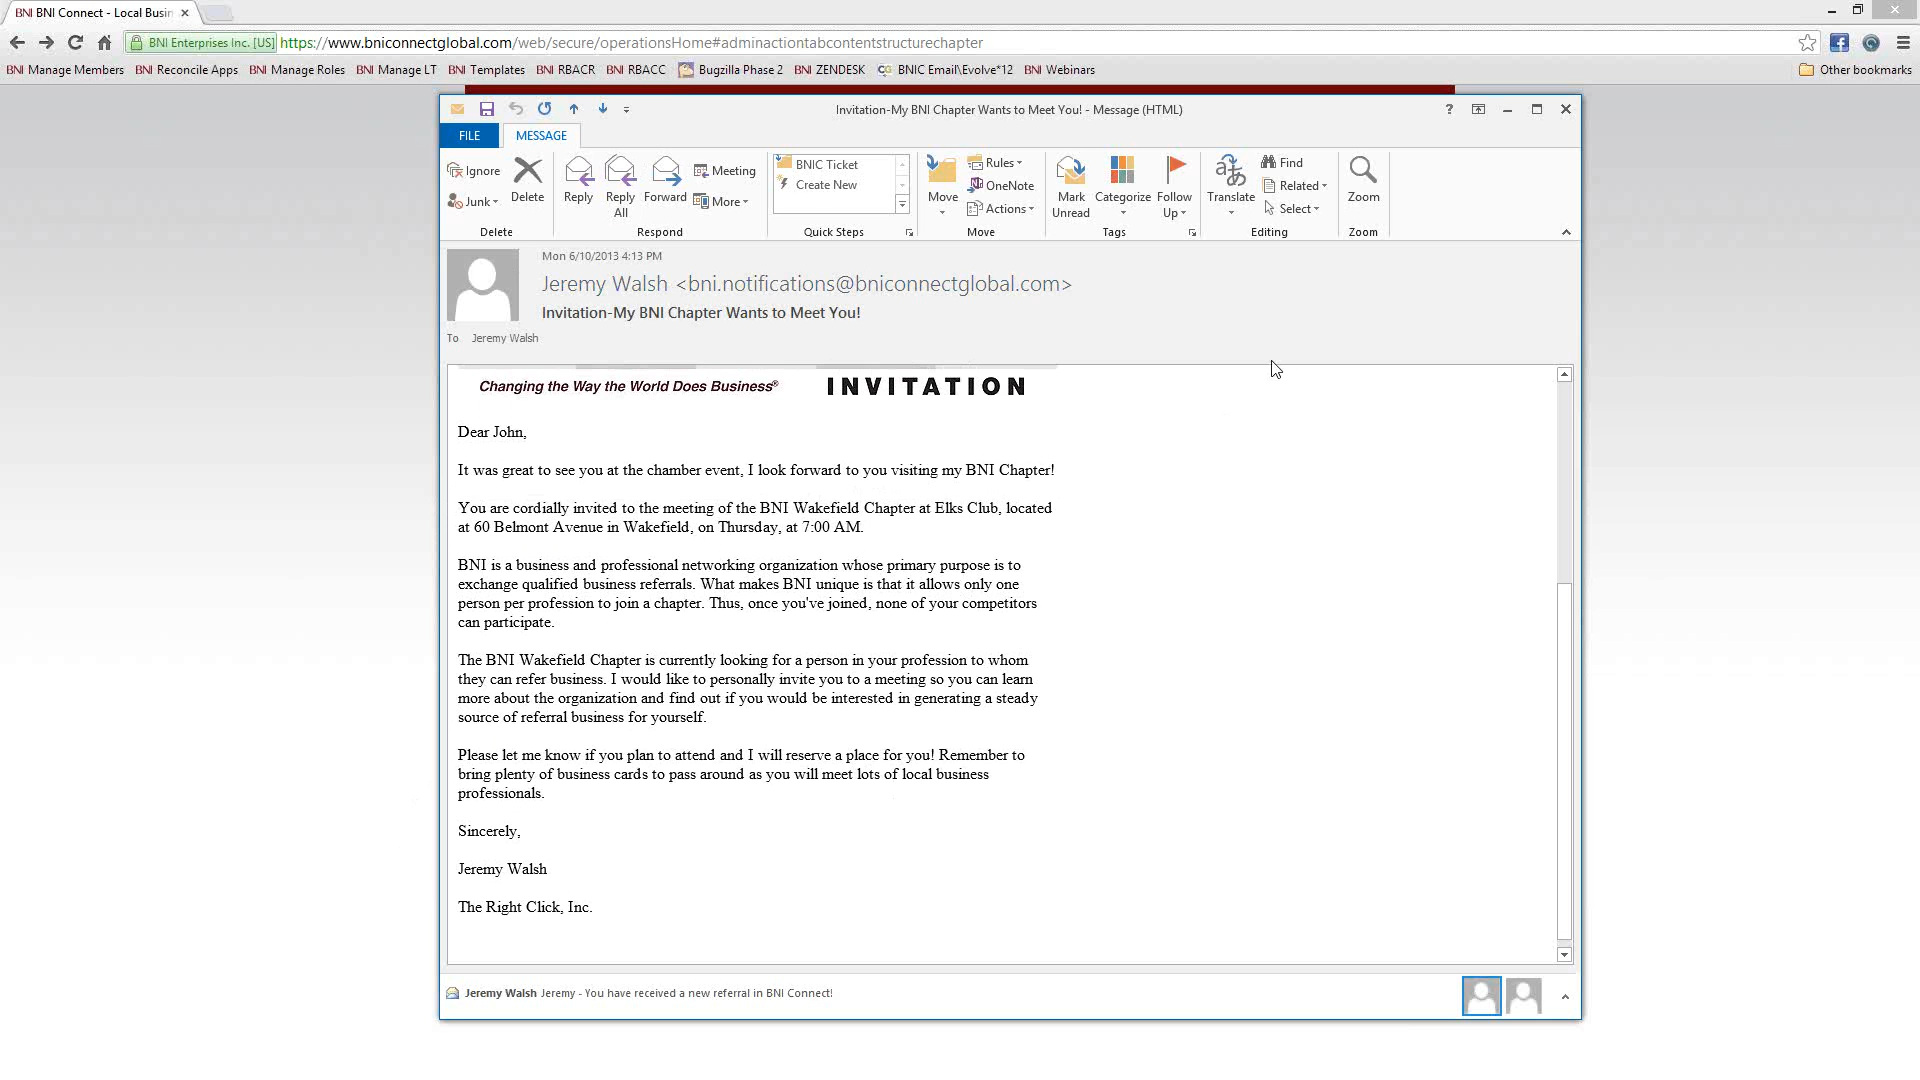 BNI BNI Connect - Local Busin
BNI Enterprises Inc. [US] https://www.bniconnectglobal.com/web/secure/operationsHome#adminactiontabcontentstructurechapter
BNI Manage Members BNI Reconcile Apps BNI Manage Roles BNI Manage LT BNI Templates BNI RBACR BNI RBACC Bugzilla Phase 2 BNI ZENDESK CG BNIC Email\Evolve*12 BNI Webinars Other bookmarks
Invitation-My BNI Chapter Wants to Meet You! - Message (HTML)
FILE MESSAGE
Ignore
Junk
Delete
Delete
Reply
Reply All
Forward
Meeting
More
Respond
BNIC Ticket
Create New
Quick Steps
Move
Rules
OneNote
Actions
Move
Mark Unread
Categorize
Follow Up
Tags
Translate
Find
Related
Select
Editing
Zoom
Zoom
Mon 6/10/2013 4:13 PM
Jeremy Walsh <bni.notifications@bniconnectglobal.com>
Invitation-My BNI Chapter Wants to Meet You!
To Jeremy Walsh
Changing the Way the World Does Business® INVITATION
Dear John,
It was great to see you at the chamber event, I look forward to you visiting my BNI Chapter!
You are cordially invited to the meeting of the BNI Wakefield Chapter at Elks Club, located
at 60 Belmont Avenue in Wakefield, on Thursday, at 7:00 AM.
BNI is a business and professional networking organization whose primary purpose is to
exchange qualified business referrals. What makes BNI unique is that it allows only one
person per profession to join a chapter. Thus, once you've joined, none of your competitors
can participate.
The BNI Wakefield Chapter is currently looking for a person in your profession to whom
they can refer business. I would like to personally invite you to a meeting so you can learn
more about the organization and find out if you would be interested in generating a steady
source of referral business for yourself.
Please let me know if you plan to attend and I will reserve a place for you! Remember to
bring plenty of business cards to pass around as you will meet lots of local business
professionals.
Sincerely,
Jeremy Walsh
The Right Click, Inc.
Jeremy Walsh Jeremy - You have received a new referral in BNI Connect!